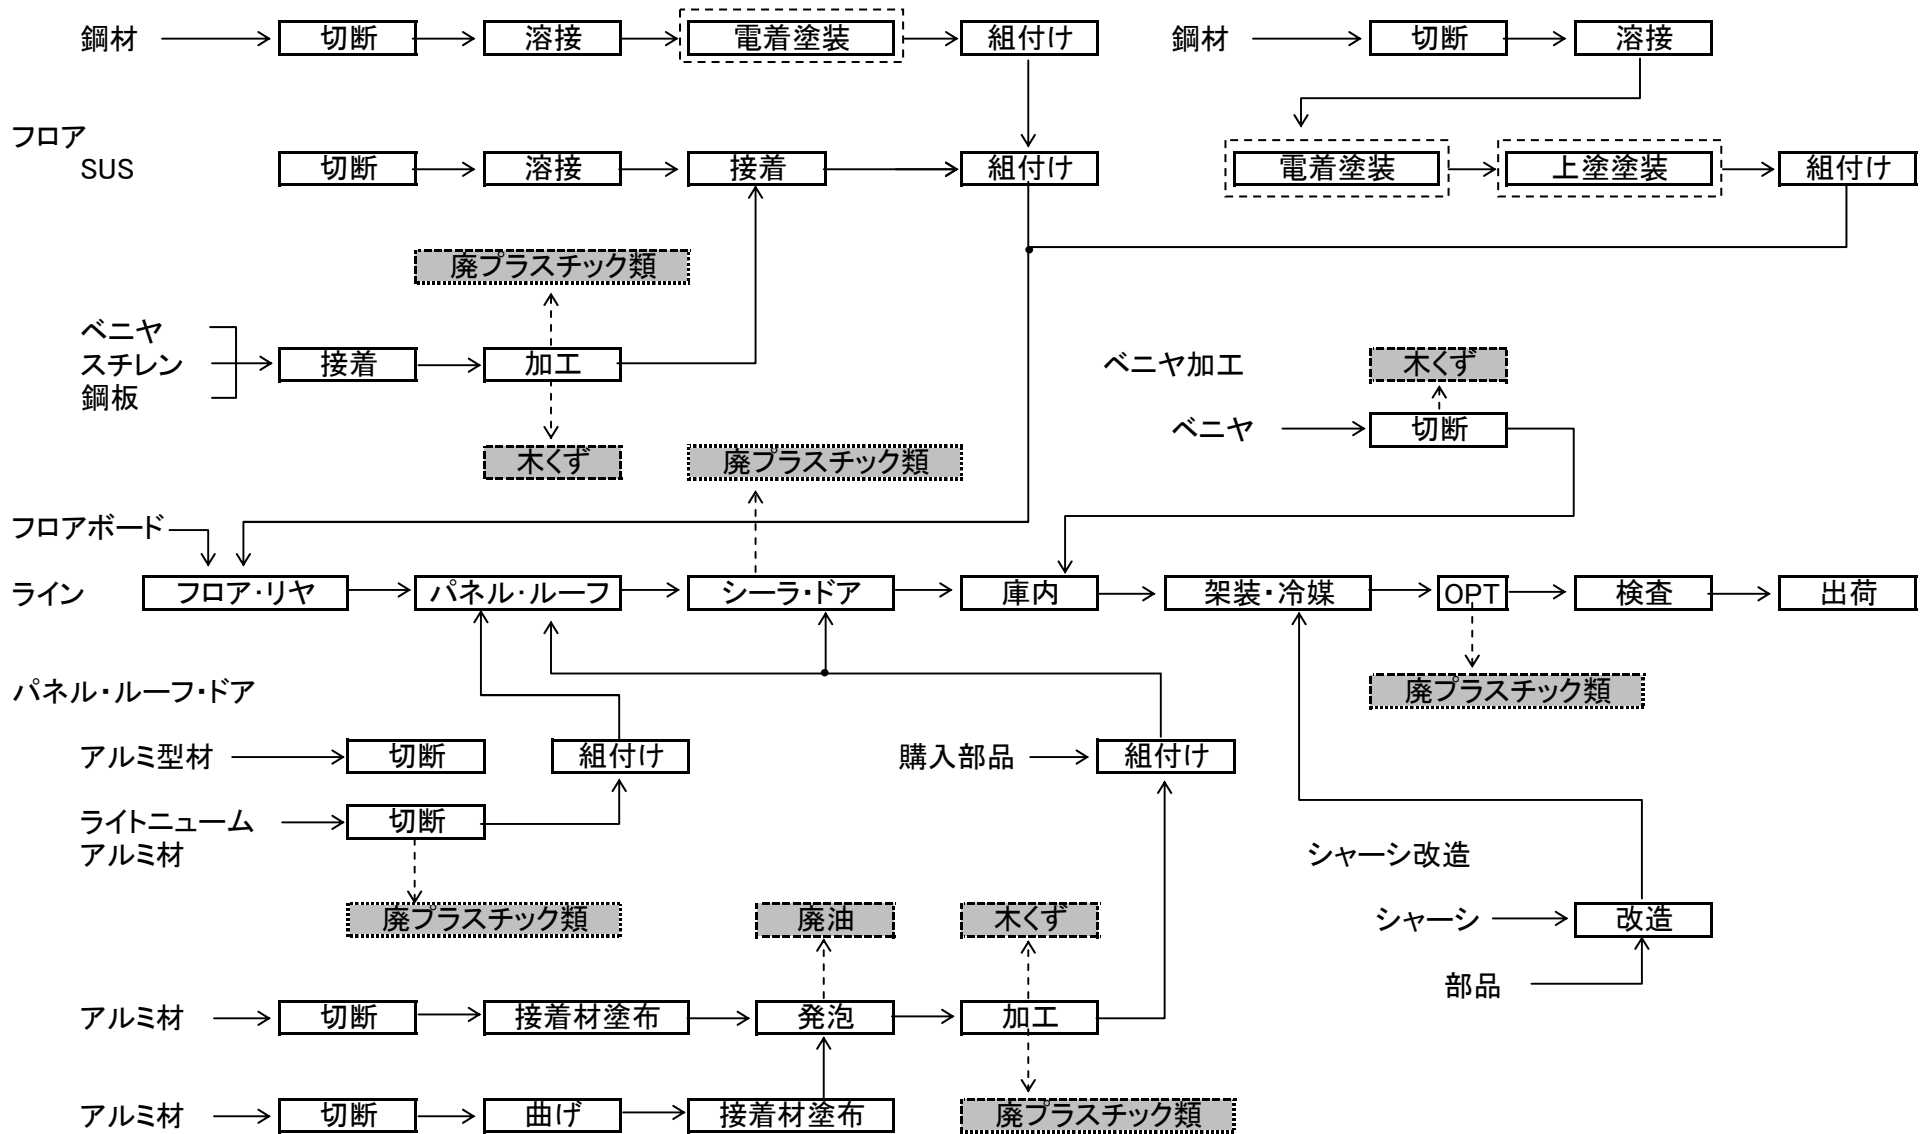 鋼材 切断 溶接 電着塗装 組付け 鋼材 切断 溶接
フロア
SUS 切断 溶接 接着 組付け 電着塗装 上塗塗装 組付け
廃プラスチック類
ベニヤ
スチレン 接着 加工 ベニヤ加工 木くず
鋼板
ベニヤ 切断
木くず 廃プラスチック類
フロアボード
ライン フロア・リヤ パネル・ルーフ シーラ・ドア 庫内 架装・冷媒 OPT 検査 出荷
パネル・ルーフ・ドア 廃プラスチック類
アルミ型材 切断 組付け 購入部品 組付け
ライトニューム 切断
アルミ材 シャーシ改造
廃プラスチック類 廃油 木くず シャーシ 改造
部品
アルミ材 切断 接着材塗布 発泡 加工
アルミ材 切断 曲げ 接着材塗布 廃プラスチック類